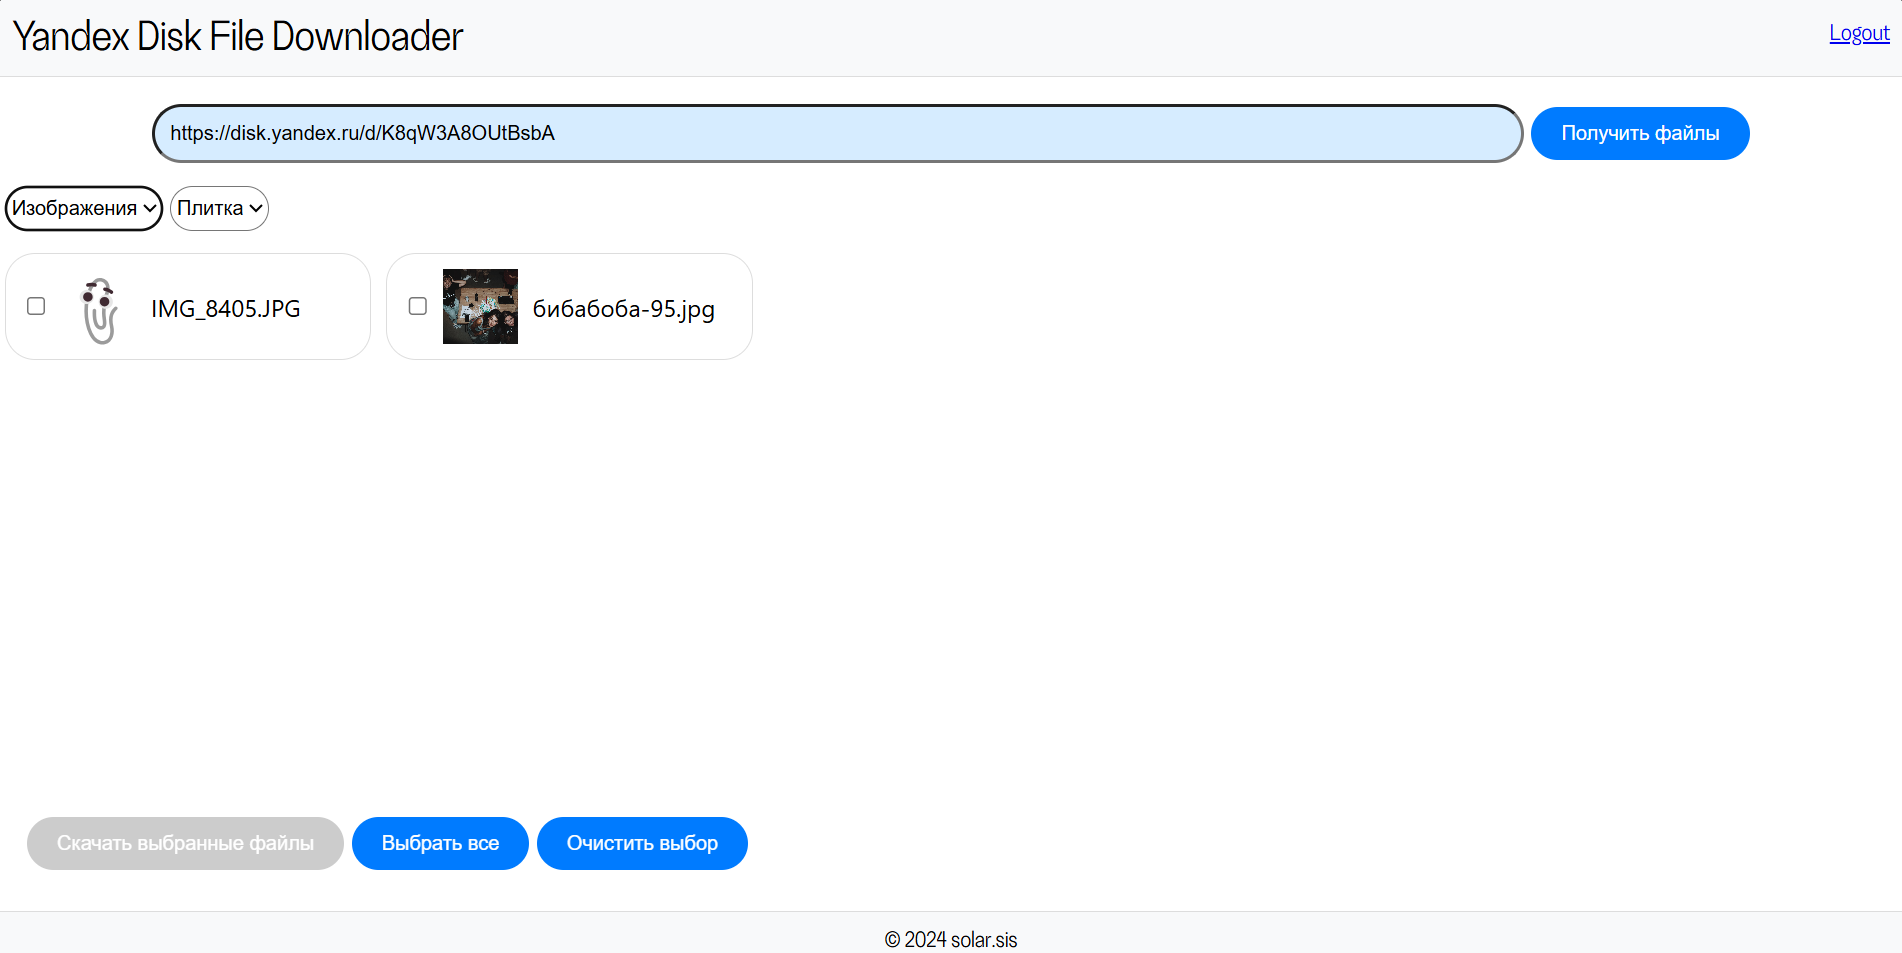 Yandex Disk File Downloader
Logout
https://disk.yandex.ru/d/K8qW3A8OUtBsbA
Получить файлы
Изображения
Плитка
IMG_8405.JPG
бибабоба-95.jpg
Скачать выбранные файлы
Выбрать все
Очистить выбор
© 2024 solar.sis